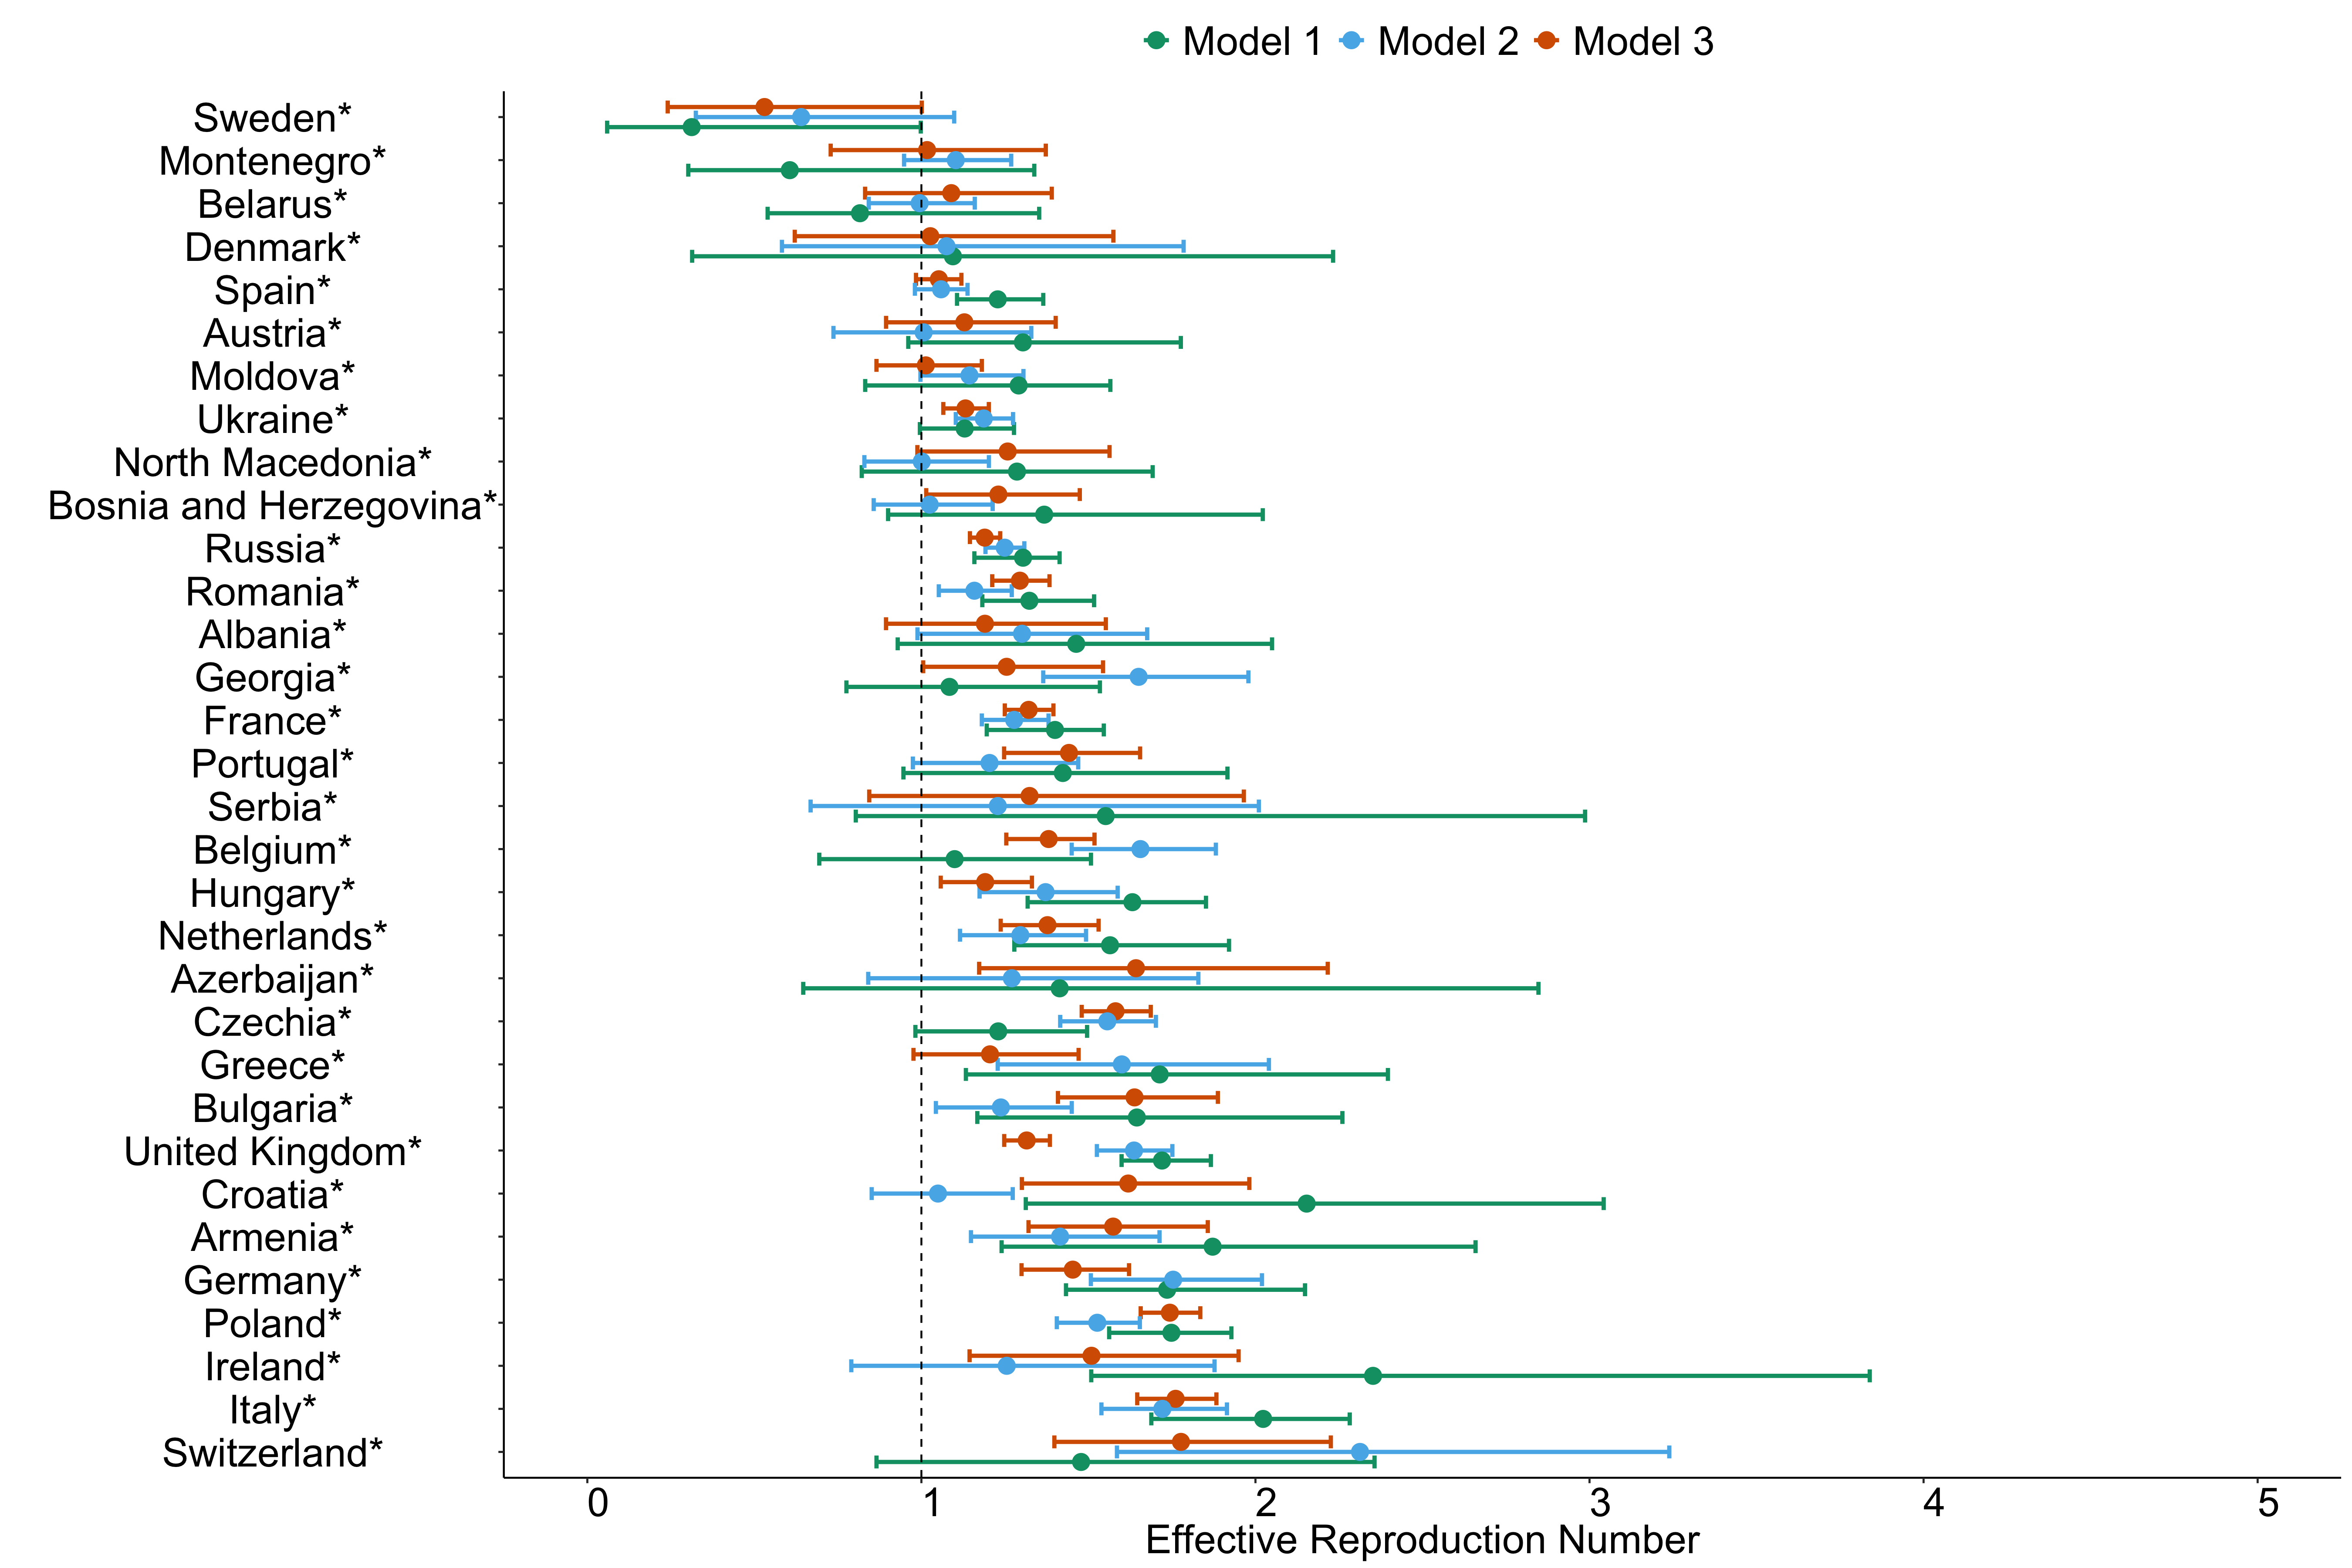 Model 1 Model 2 Model 3
Sweden*
Montenegro*
Belarus*
Denmark*
Spain*
Austria*
Moldova*
Ukraine*
North Macedonia*
Bosnia and Herzegovina*
Russia*
Romania*
Albania*
Georgia*
France*
Portugal*
Serbia*
Belgium*
Hungary*
Netherlands*
Azerbaijan*
Czechia*
Greece*
Bulgaria*
United Kingdom*
Croatia*
Armenia*
Germany*
Poland*
Ireland*
Italy*
Switzerland*
0 1 2 3 4 5
Effective Reproduction Number